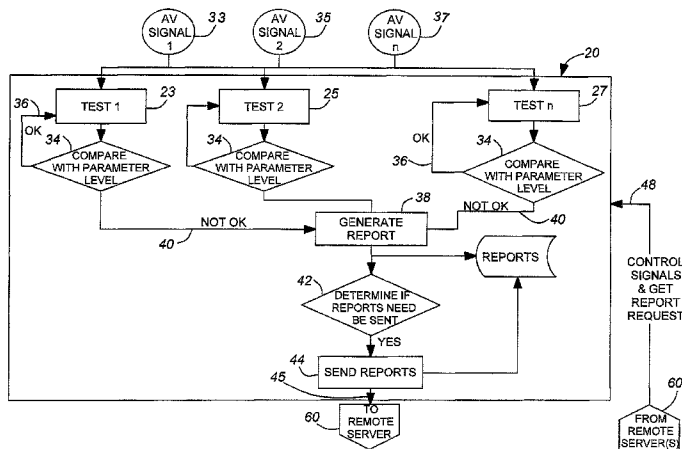 AV
SIGNAL
1
33
AV
SIGNAL
2
35
AV
SIGNAL
n
37
20
36
TEST 1
23
TEST 2
25
TEST n
27
OK
34
COMPARE
WITH PARAMETER
LEVEL
34
COMPARE
WITH PARAMETER
LEVEL
OK
36
34
COMPARE
WITH PARAMETER
LEVEL
48
NOT OK
40
38
GENERATE
REPORT
NOT OK
40
REPORTS
CONTROL
SIGNALS
& GET
REPORT
REQUEST
42
DETERMINE IF
REPORTS NEED
BE SENT
YES
44
SEND REPORTS
45
60
TO
REMOTE
SERVER
60
FROM
REMOTE
SERVER(S)